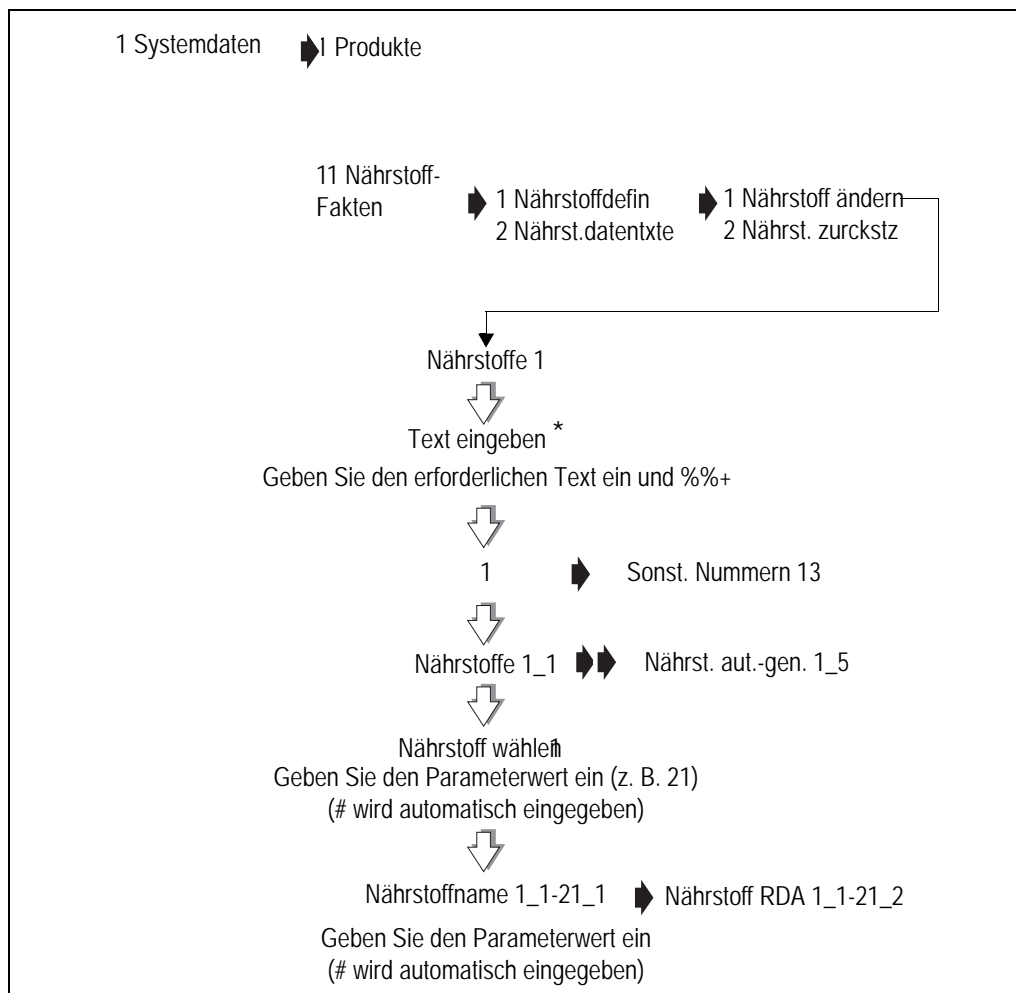 1 Systemdaten 1 Produkte
11 Nährstoff-
Fakten
1 Nährstoffdefin
2 Nährst.datentxte
1 Nährstoff ändern
2 Nährst. zurckstz
Nährstoffe 1
Text eingeben *
Geben Sie den erforderlichen Text ein und %%+
1 Sonst. Nummern 13
Nährstoffe 1_1 Nährst. aut.-gen. 1_5
Nährstoff wählen1
Geben Sie den Parameterwert ein (z. B. 21)
(# wird automatisch eingegeben)
Nährstoffname 1_1-21_1 Nährstoff RDA 1_1-21_2
Geben Sie den Parameterwert ein
(# wird automatisch eingegeben)